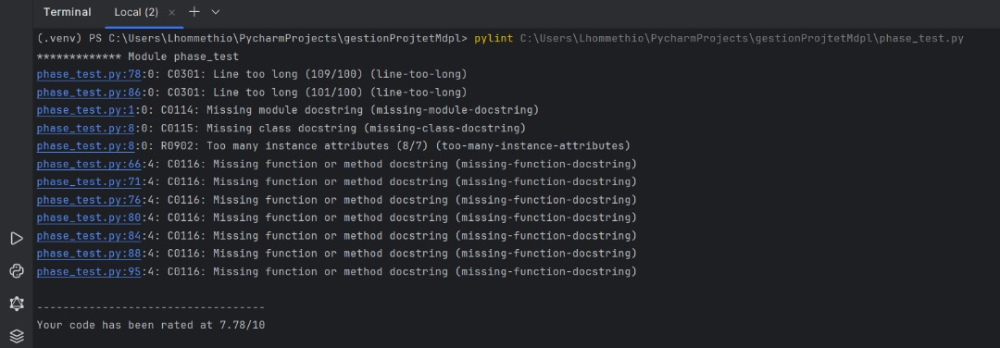 Terminal Local (2) × +
(.venv) PS C:\Users\Lhommethio\PycharmProjects\gestionProjtetMdpl> pylint C:\Users\Lhommethio\PycharmProjects\gestionProjtetMdpl\phase_test.py
************* Module phase_test
phase_test.py:78:0: C0301: Line too long (109/100) (line-too-long)
phase_test.py:86:0: C0301: Line too long (101/100) (line-too-long)
phase_test.py:1:0: C0114: Missing module docstring (missing-module-docstring)
phase_test.py:8:0: C0115: Missing class docstring (missing-class-docstring)
phase_test.py:8:0: R0902: Too many instance attributes (8/7) (too-many-instance-attributes)
phase_test.py:66:4: C0116: Missing function or method docstring (missing-function-docstring)
phase_test.py:71:4: C0116: Missing function or method docstring (missing-function-docstring)
phase_test.py:76:4: C0116: Missing function or method docstring (missing-function-docstring)
phase_test.py:80:4: C0116: Missing function or method docstring (missing-function-docstring)
phase_test.py:84:4: C0116: Missing function or method docstring (missing-function-docstring)
phase_test.py:88:4: C0116: Missing function or method docstring (missing-function-docstring)
phase_test.py:95:4: C0116: Missing function or method docstring (missing-function-docstring)
-----------------------------------
Your code has been rated at 7.78/10